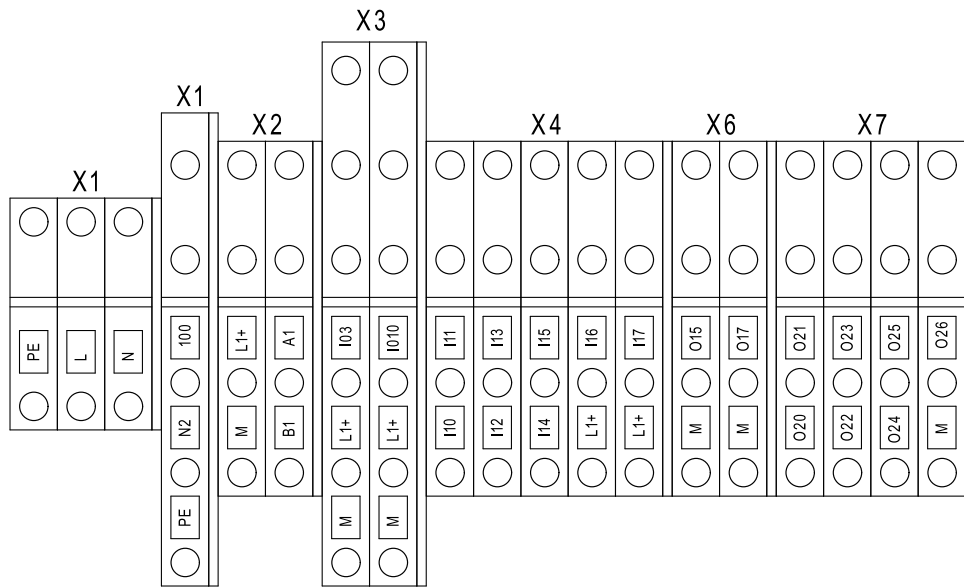 X3
X1
X2 X4 X6 X7
X1
PE L N 100 L1+ A1 I03 I010 I11 I13 I15 I16 I17 O15 O17 O21 O23 O25 O26
N2 M B1 L1+ L1+ I10 I12 I14 L1+ L1+ M M O20 O22 O24 M
PE M M